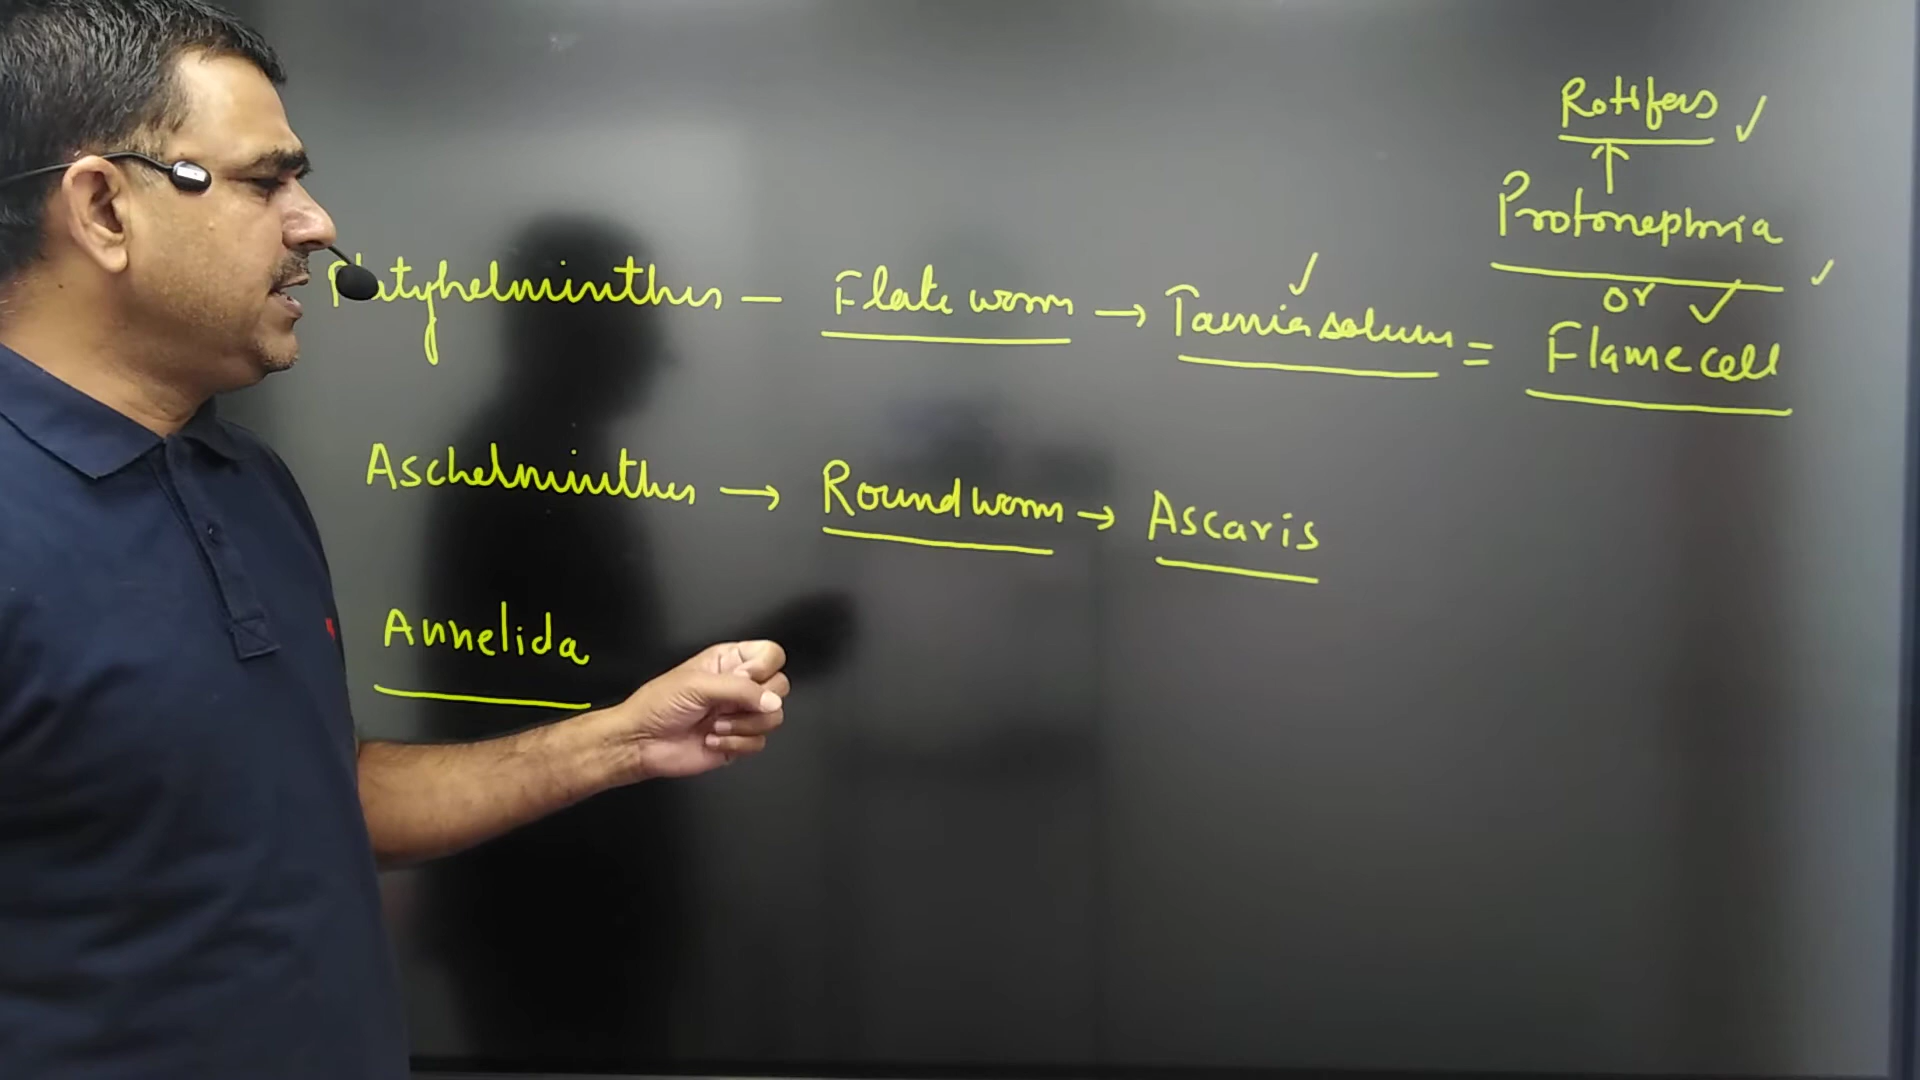 Rotifers ✓
↑
Protonephria ✓
or ✓
Platyhelminthes – Flate worm → Taenia solium = Flame cell
Aschelminthes → Roundworm → Ascaris
Annelida